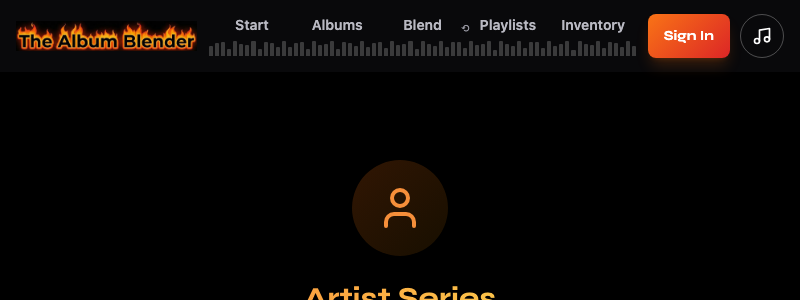 The Album Blender
Start Albums Blend Playlists Inventory
Sign In
Artist Series